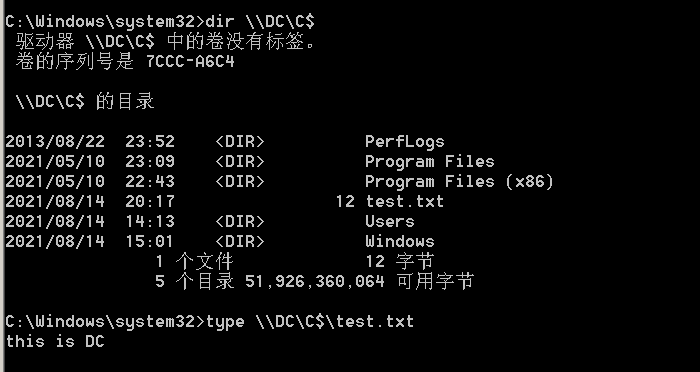 C:\Windows\system32>dir \\DC\C$
驱动器 \\DC\C$ 中的卷没有标签。
卷的序列号是 7CCC-A6C4
\\DC\C$ 的目录
2013/08/22  23:52    <DIR>          PerfLogs
2021/05/10  23:09    <DIR>          Program Files
2021/05/10  22:43    <DIR>          Program Files (x86)
2021/08/14  20:17                12 test.txt
2021/08/14  14:13    <DIR>          Users
2021/08/14  15:01    <DIR>          Windows
1 个文件             12 字节
5 个目录 51,926,360,064 可用字节
C:\Windows\system32>type \\DC\C$\test.txt
this is DC